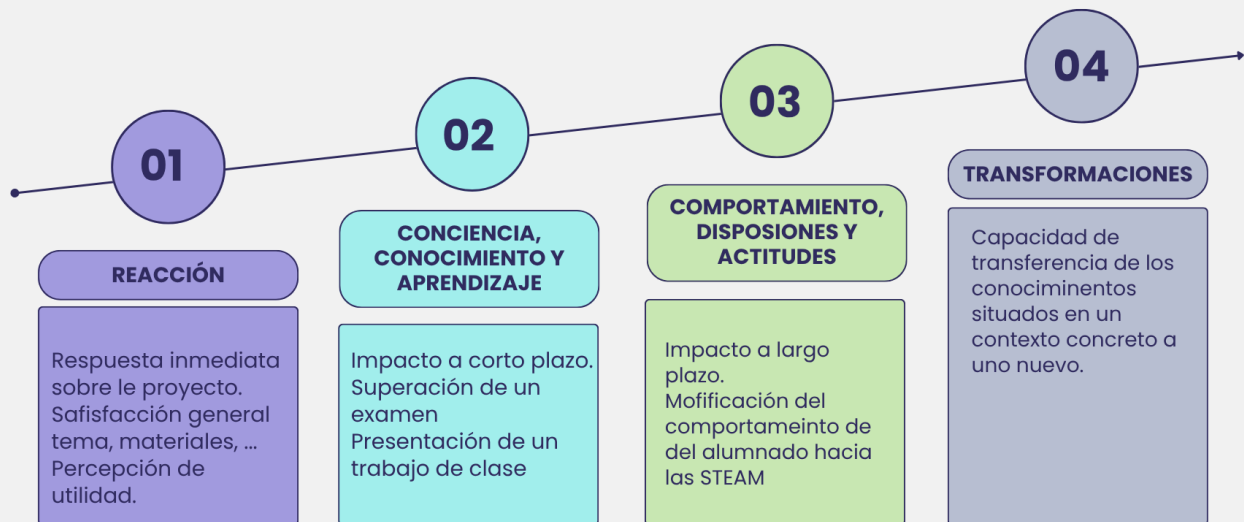 01
REACCIÓN
Respuesta inmediata
sobre le proyecto.
Safisfacción general
tema, materiales, ...
Percepción de
utilidad.
02
CONCIENCIA,
CONOCIMIENTO Y
APRENDIZAJE
Impacto a corto plazo.
Superación de un
examen
Presentación de un
trabajo de clase
03
COMPORTAMIENTO,
DISPOSIONES Y
ACTITUDES
Impacto a largo
plazo.
Mofificación del
comportameinto de
del alumnado hacia
las STEAM
04
TRANSFORMACIONES
Capacidad de
transferencia de los
conociminentos
situados en un
contexto concreto a
uno nuevo.